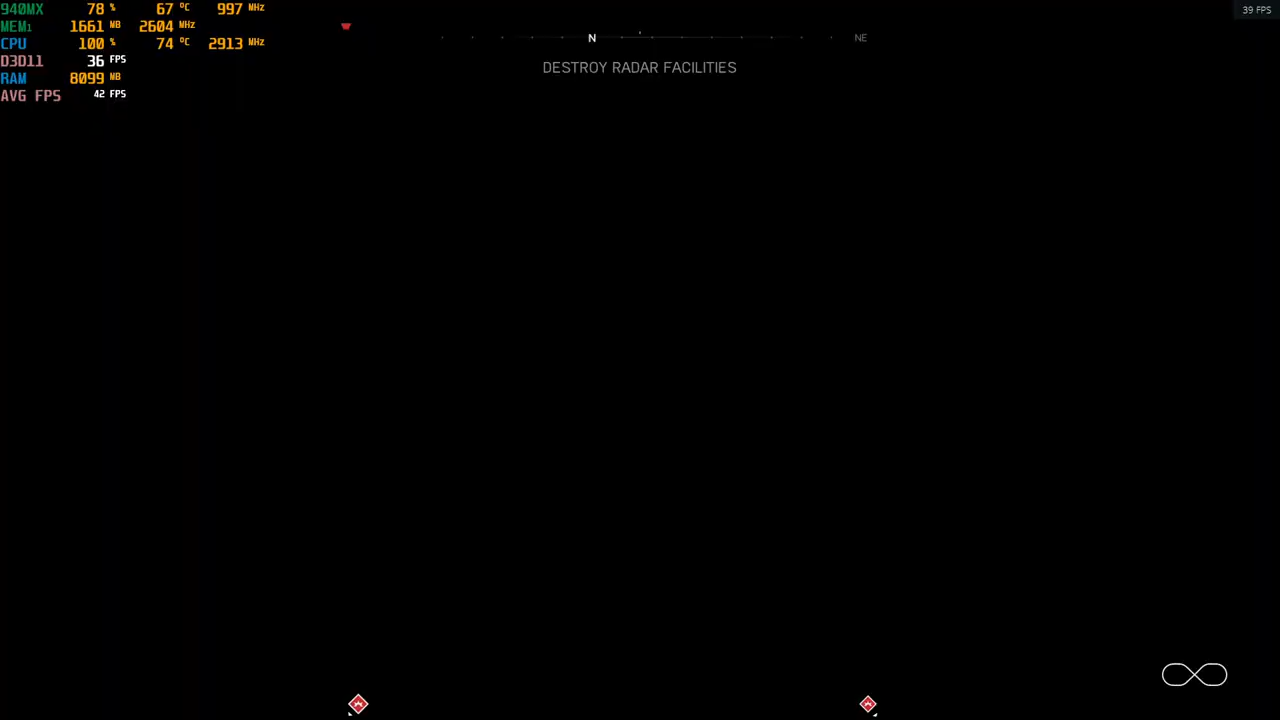 940MX 78 % 67 °C 997 MHz
MEM1 1661 MB 2604 MHz
CPU 100 % 74 °C 2913 MHz
D3D11 36 FPS
RAM 8099 MB
AVG FPS 42 FPS
39 FPS
N NE
DESTROY RADAR FACILITIES